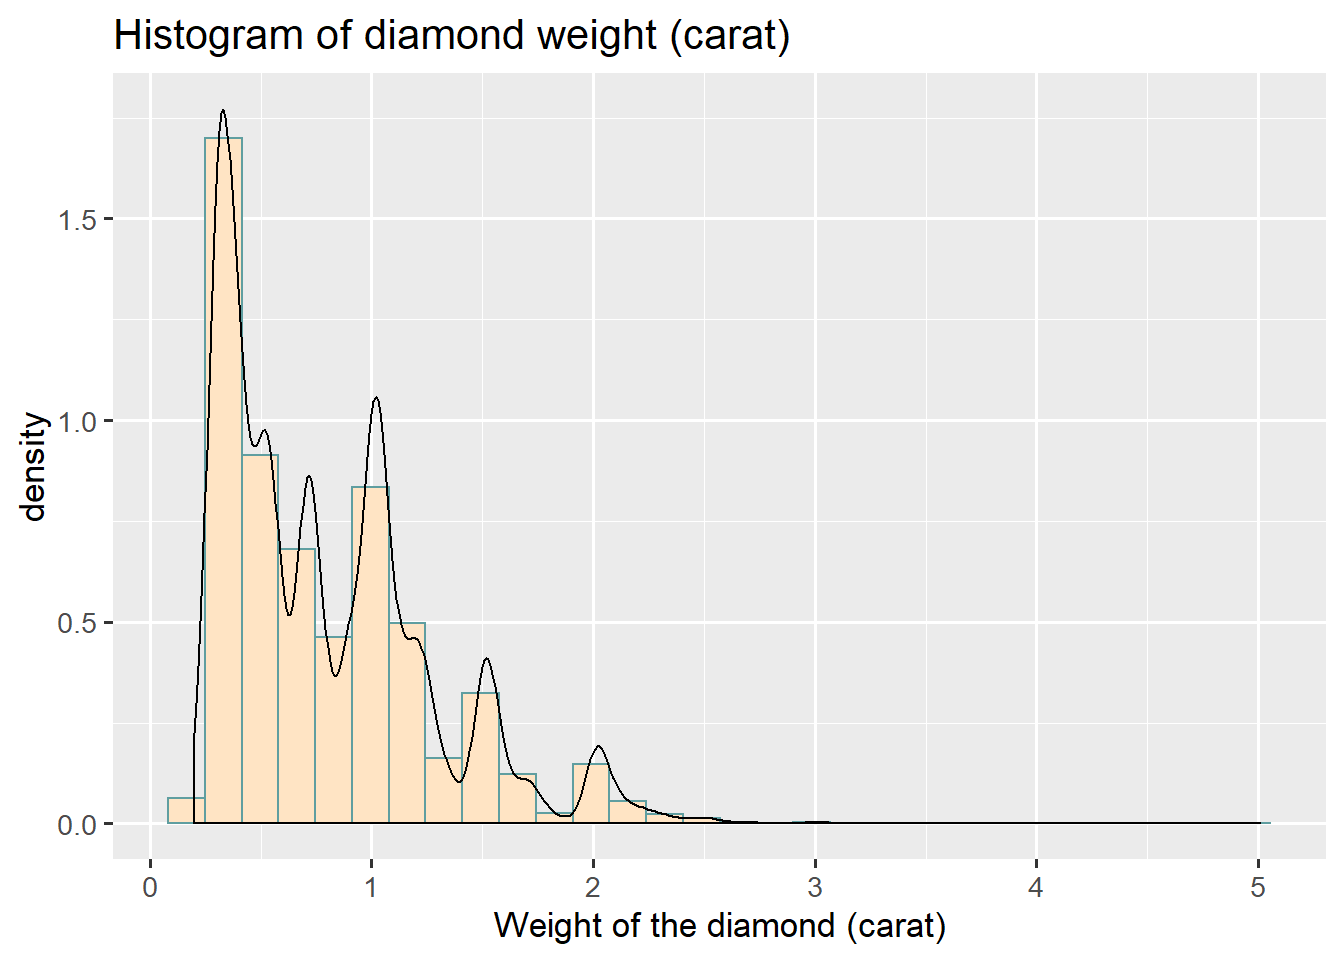 Histogram of diamond weight (carat)
1.5
1.0
0.5
0.0
density
0 1 2 3 4 5
Weight of the diamond (carat)